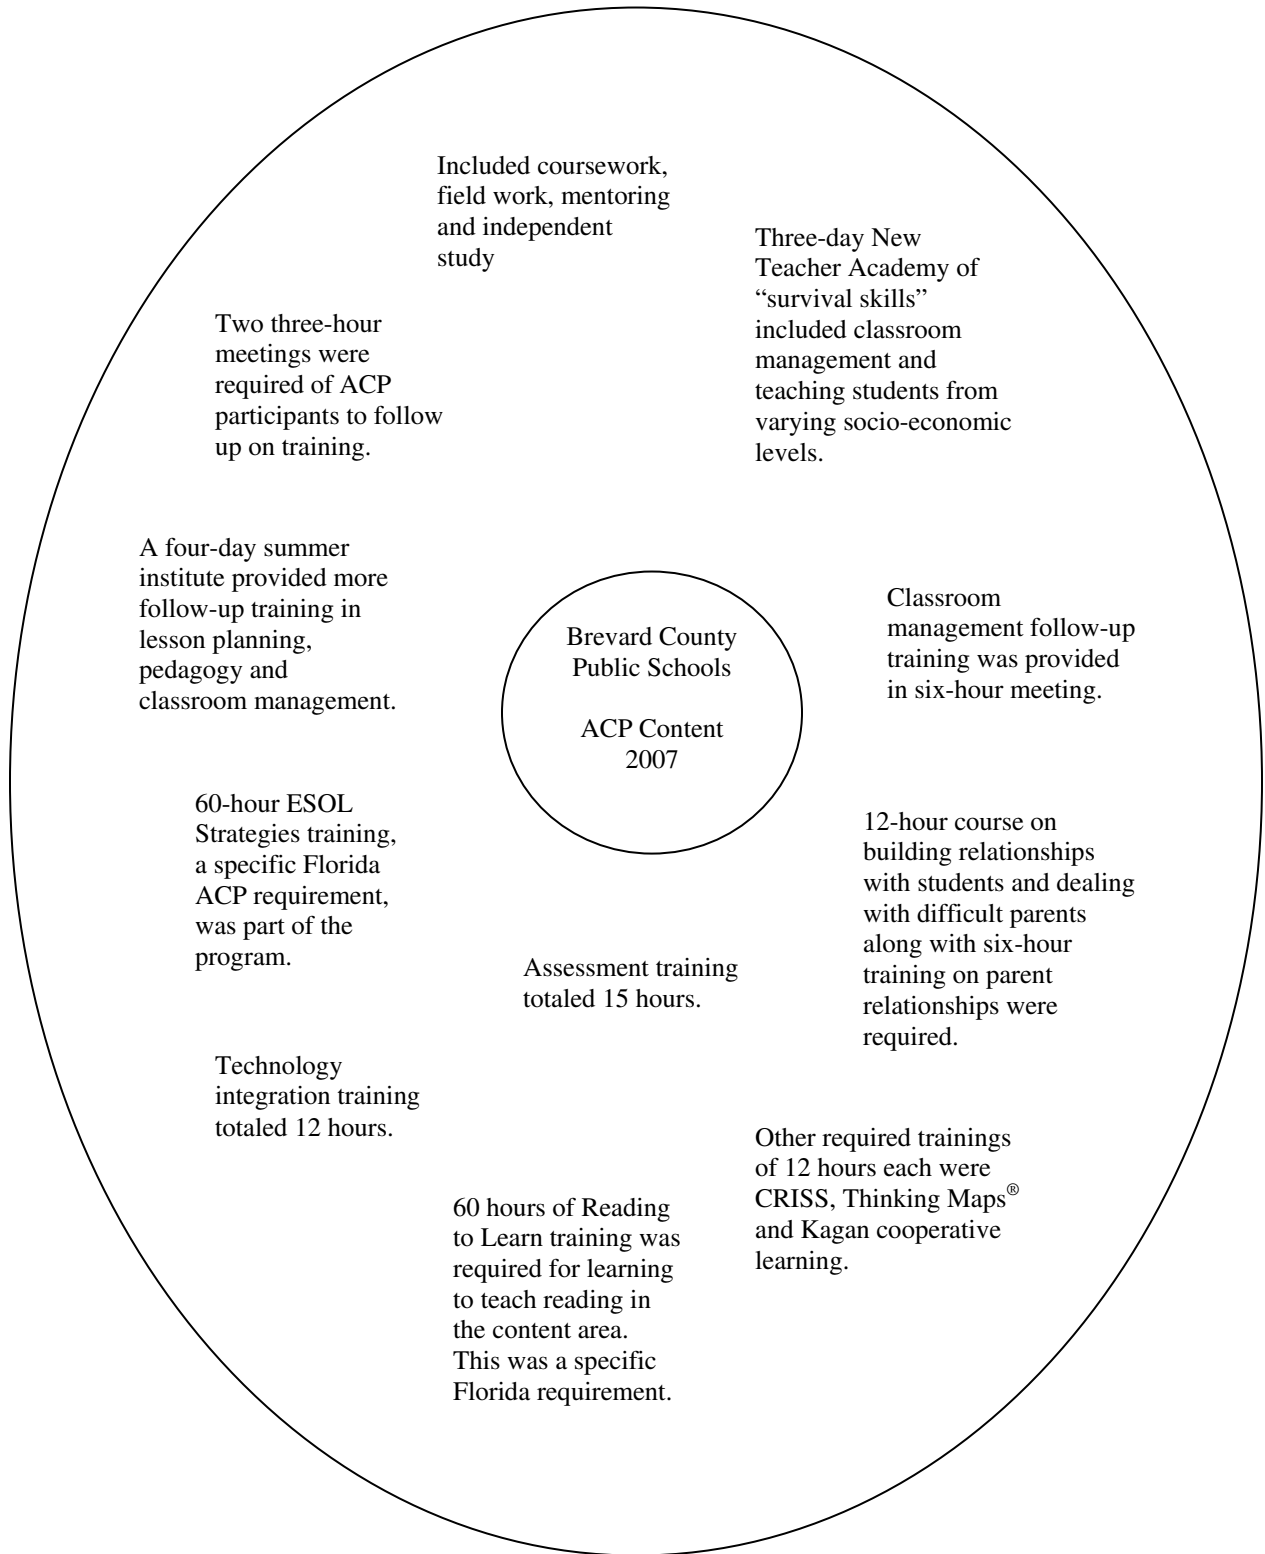 Included coursework,
field work, mentoring
and independent
study
Three-day New
Teacher Academy of
“survival skills”
included classroom
management and
teaching students from
varying socio-economic
levels.
Two three-hour
meetings were
required of ACP
participants to follow
up on training.
A four-day summer
institute provided more
follow-up training in
lesson planning,
pedagogy and
classroom management.
Brevard County
Public Schools
ACP Content
2007
Classroom
management follow-up
training was provided
in six-hour meeting.
60-hour ESOL
Strategies training,
a specific Florida
ACP requirement,
was part of the
program.
12-hour course on
building relationships
with students and dealing
with difficult parents
along with six-hour
training on parent
relationships were
required.
Assessment training
totaled 15 hours.
Technology
integration training
totaled 12 hours.
Other required trainings
of 12 hours each were
CRISS, Thinking Maps®
and Kagan cooperative
learning.
60 hours of Reading
to Learn training was
required for learning
to teach reading in
the content area.
This was a specific
Florida requirement.